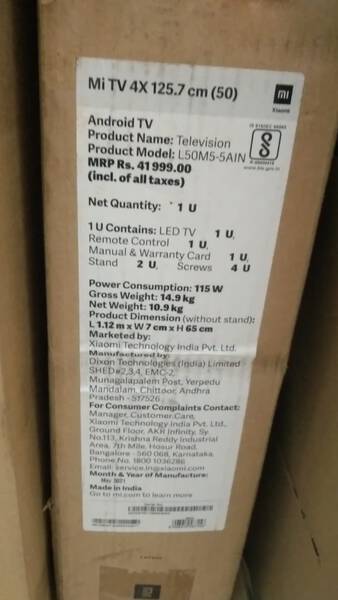 Mi TV 4X 125.7 cm (50)
mi
Xiaomi
Android TV
Product Name: Television
Product Model: L50M5-5AIN
MRP Rs. 41 999.00
(incl. of all taxes)
Net Quantity: 1 U
1 U Contains: LED TV 1 U,
Remote Control 1 U,
Manual & Warranty Card 1 U,
Stand 2 U, Screws 4 U
Power Consumption: 115 W
Gross Weight: 14.9 kg
Net Weight: 10.9 kg
Product Dimension (without stand):
L 1.12 m x W 7 cm x H 65 cm
Marketed by:
Xiaomi Technology India Pvt. Ltd.
Manufactured by:
Dixon Technologies (India) Limited
SHED#2,3,4, EMC-2,
Munagalapalem Post, Yerpedu
Mandalam, Chittoor, Andhra
Pradesh - 517526
For Consumer Complaints Contact:
Manager, Customer Care,
Xiaomi Technology India Pvt. Ltd.,
Ground Floor, AKR Infinity, Sy
No.113, Krishna Reddy Industrial
Area, 7th Mile, Hosur Road,
Bangalore - 560 068, Karnataka,
Phone No. 1800 1036286
Email: service.in@xiaomi.com
Month & Year of Manufacture:
May 2021
Made in India
Go to mi.com to learn more